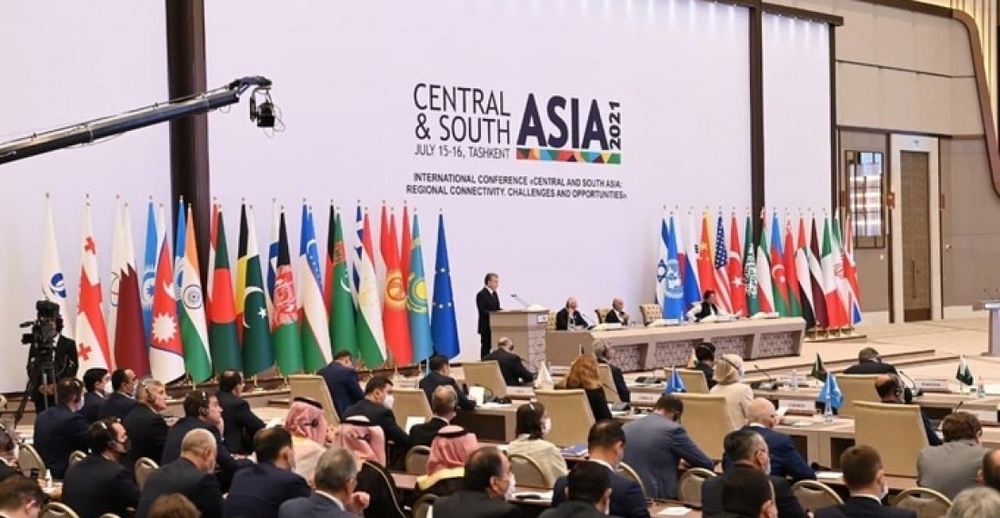 CENTRAL
& SOUTH
JULY 15-16, TASHKENT
ASIA
2021
INTERNATIONAL CONFERENCE «CENTRAL AND SOUTH ASIA:
REGIONAL CONNECTIVITY. CHALLENGES AND OPPORTUNITIES»